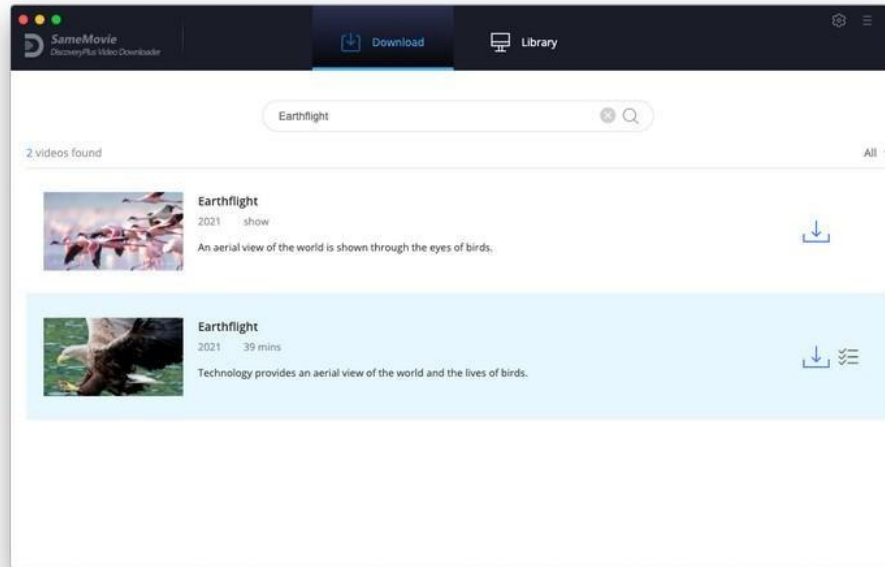 SameMovie
DiscoveryPlus Video Downloader
Download
Library
Earthflight
2 videos found
All
Earthflight
2021 show
An aerial view of the world is shown through the eyes of birds.
Earthflight
2021 39 mins
Technology provides an aerial view of the world and the lives of birds.